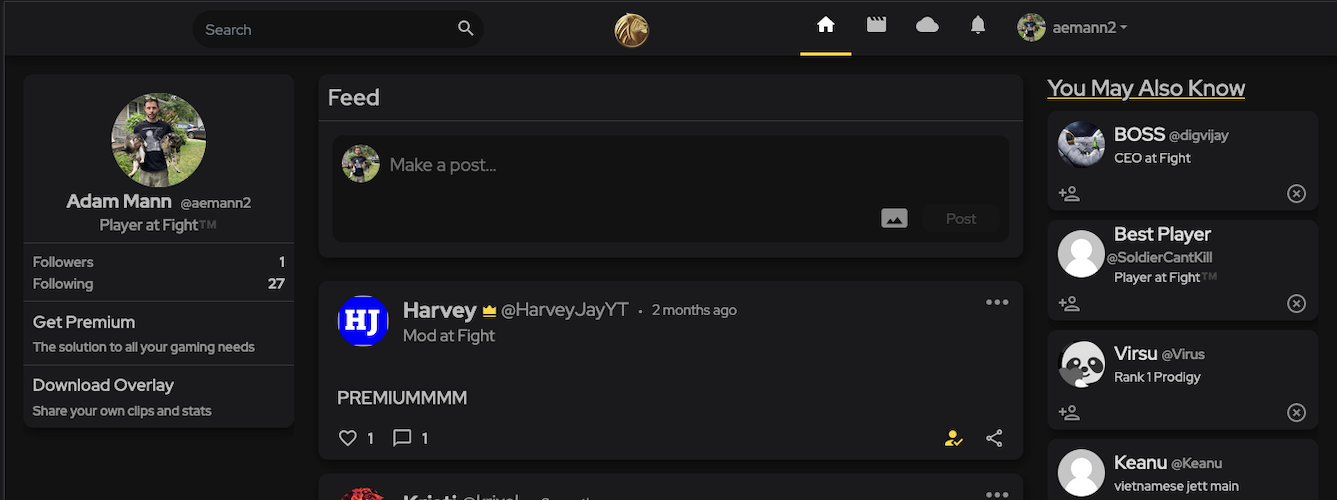 Search
aemann2
Adam Mann @aemann2
Player at Fight™
Followers 1
Following 27
Get Premium
The solution to all your gaming needs
Download Overlay
Share your own clips and stats
Feed
Make a post...
Post
HJ
Harvey @HarveyJayYT • 2 months ago
Mod at Fight
PREMIUMMMM
1 1
You May Also Know
BOSS @digvijay
CEO at Fight
Best Player
@SoldierCantKill
Player at Fight™
Virsu @Virus
Rank 1 Prodigy
Keanu @Keanu
vietnamese jett main